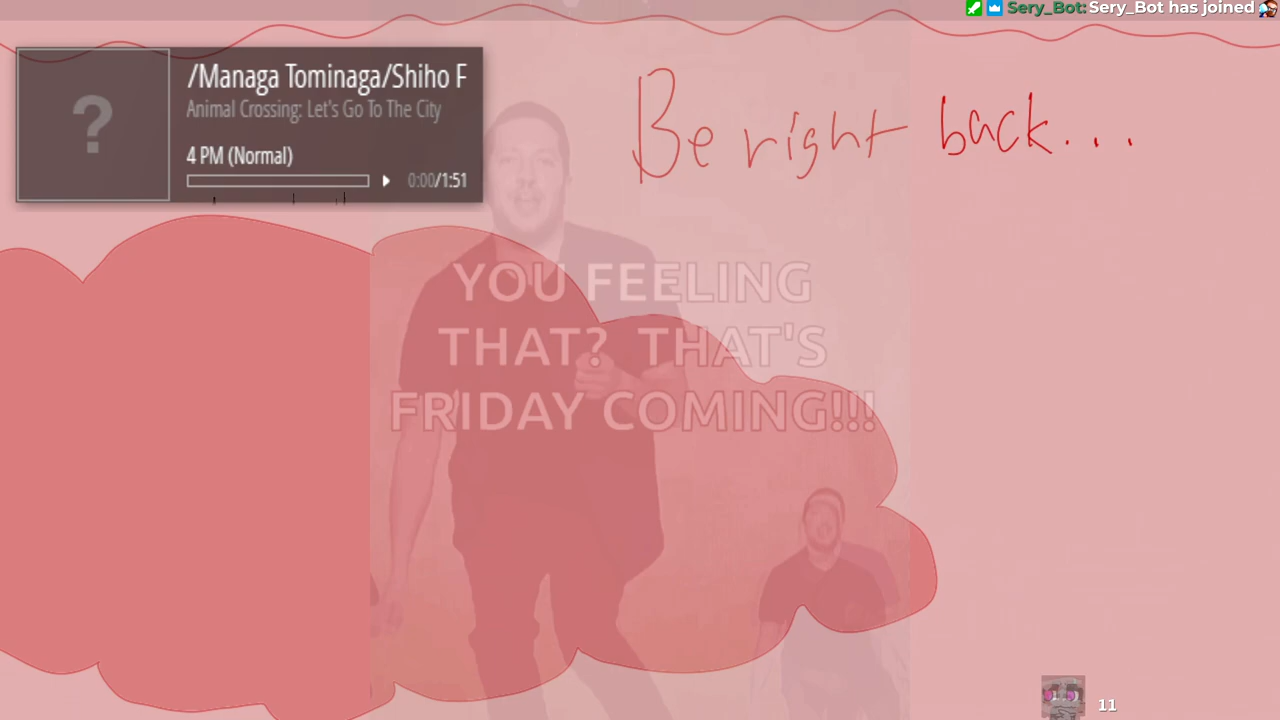 Sery_Bot: Sery_Bot has joined
/Managa Tominaga/Shiho F
Animal Crossing: Let's Go To The City
4 PM (Normal)
0:00/1:51
?
Be right back...
YOU FEELING
THAT? THAT'S
FRIDAY COMING!!!
11